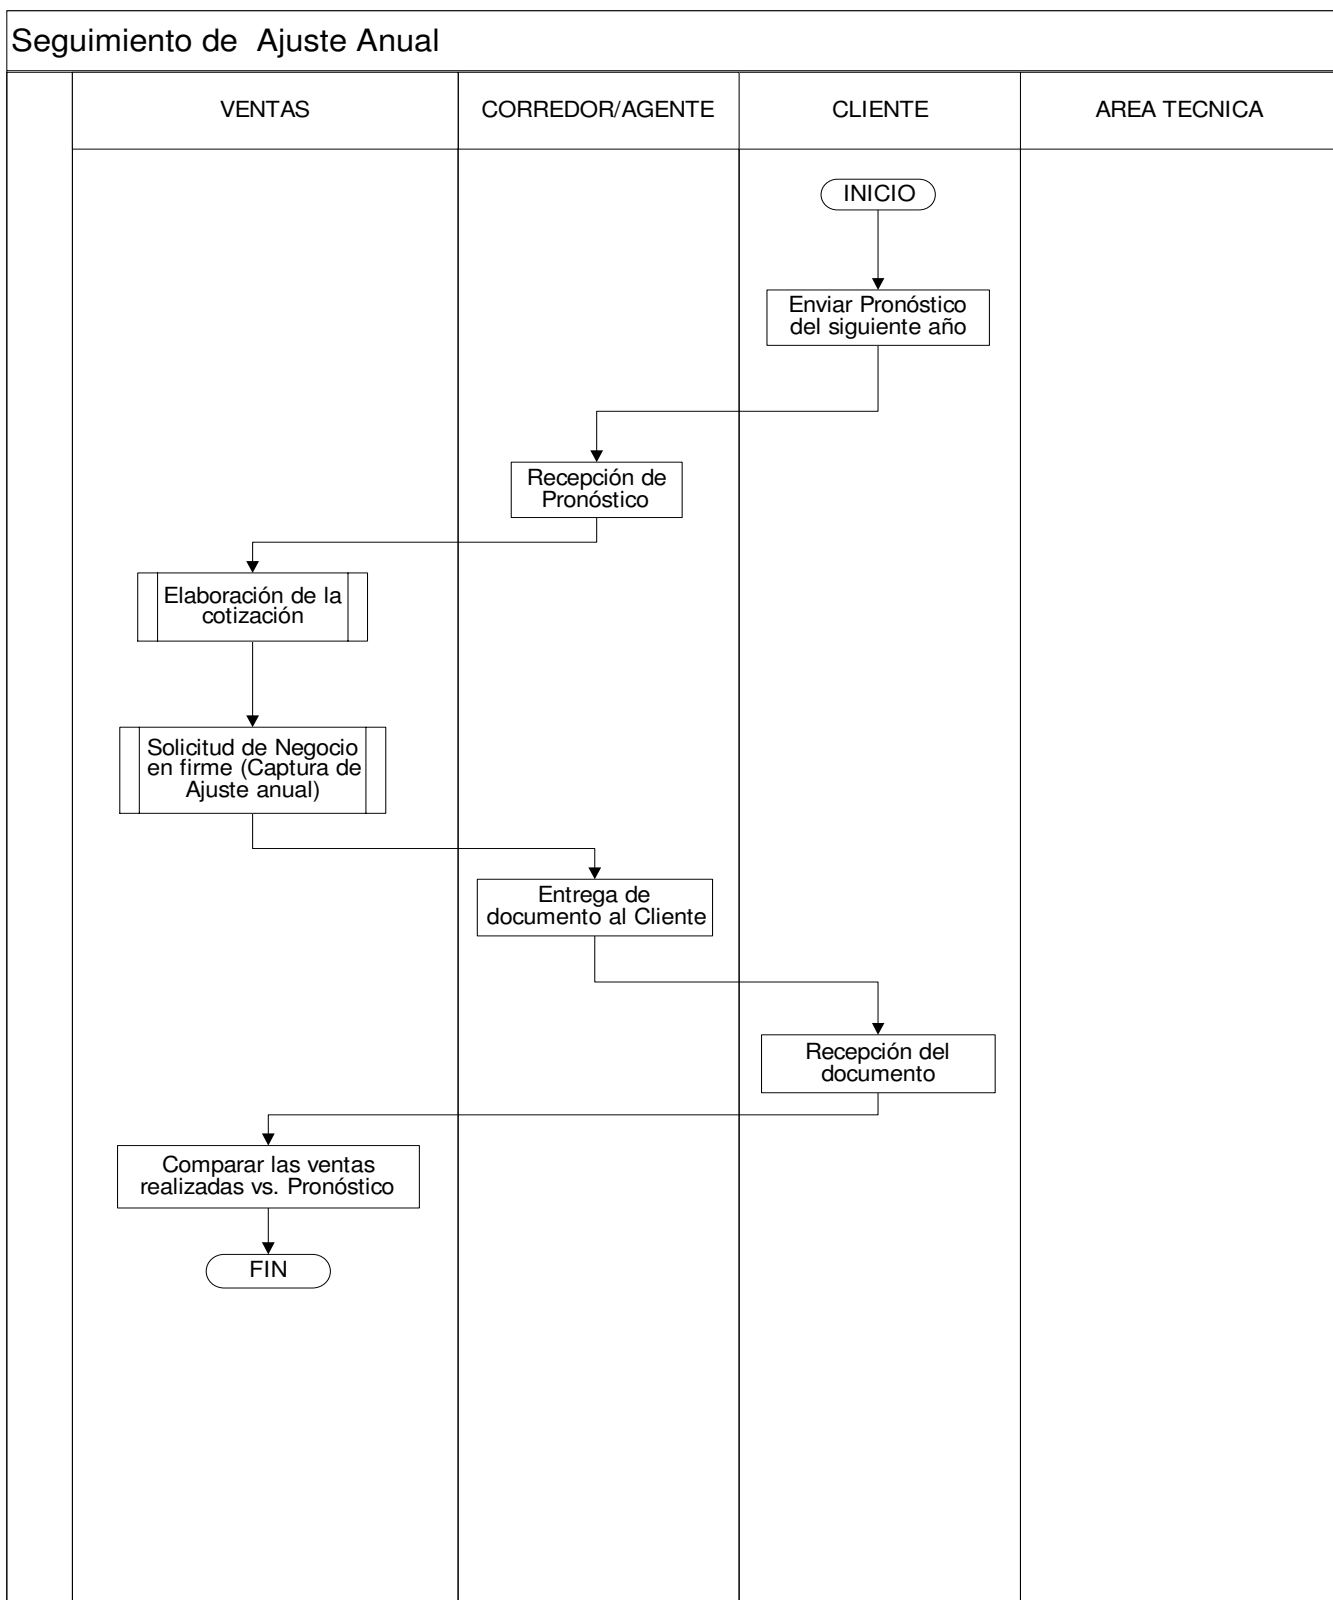 Seguimiento de  Ajuste Anual
VENTAS
CORREDOR/AGENTE
CLIENTE
AREA TECNICA
INICIO
Enviar Pronóstico
del siguiente año
Recepción de
Pronóstico
Elaboración de la
cotización
Solicitud de Negocio
en firme (Captura de
Ajuste anual)
Entrega de
documento al Cliente
Recepción del
documento
Comparar las ventas
realizadas vs. Pronóstico
FIN